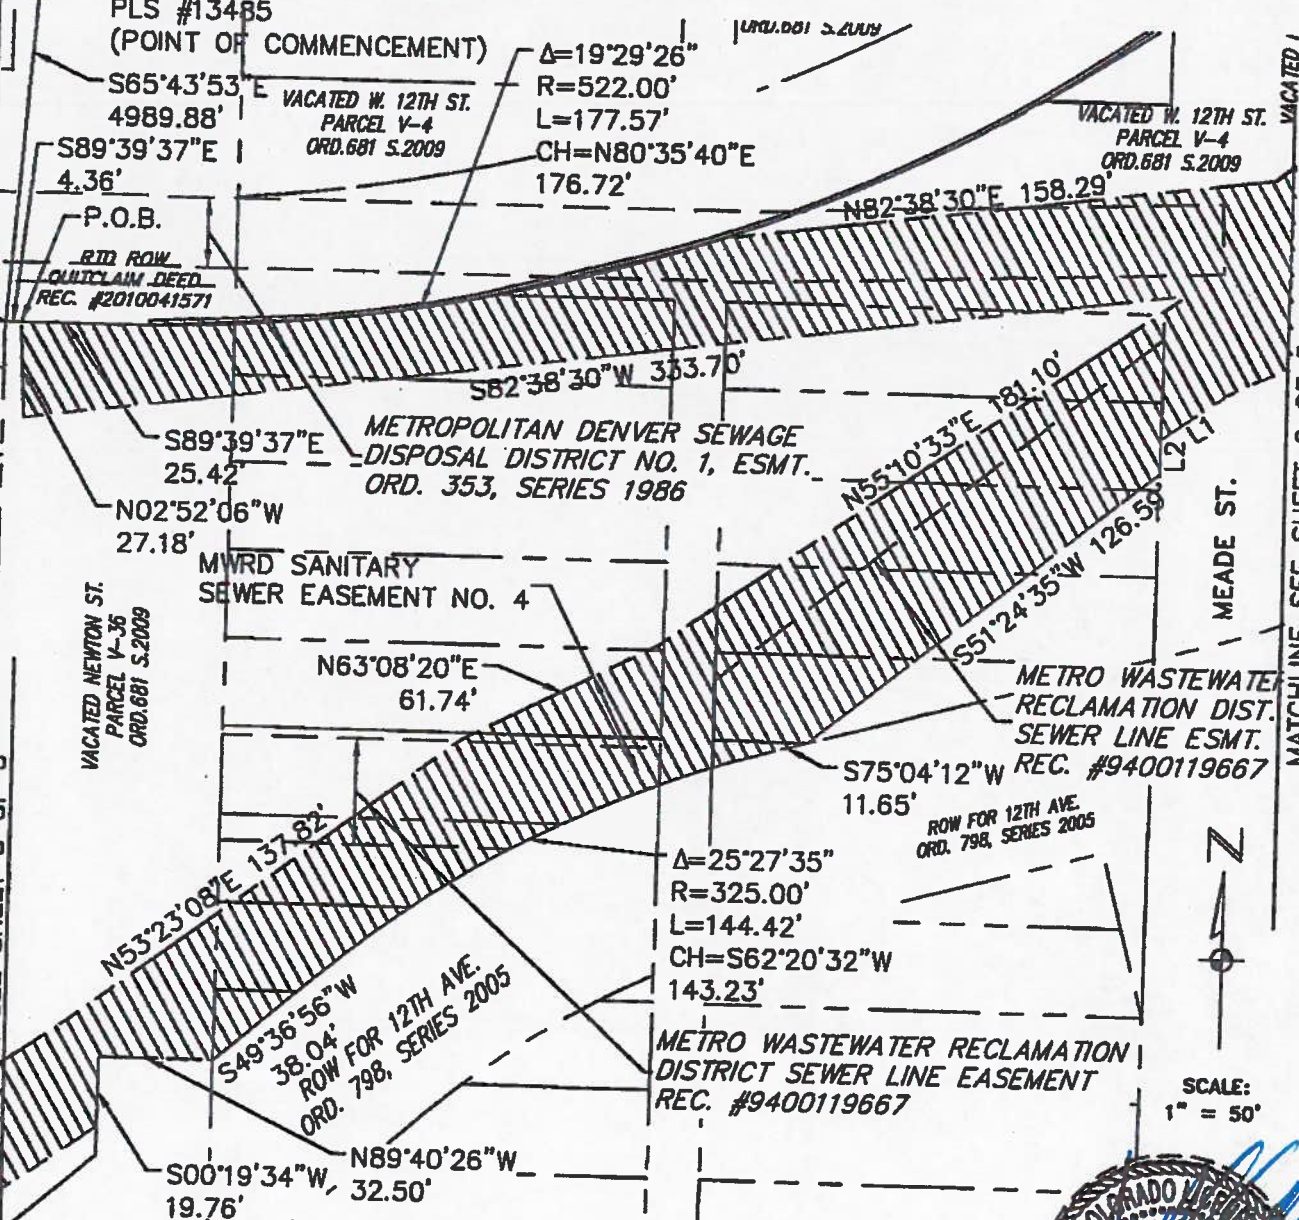 PLS #13485
(POINT OF COMMENCEMENT)
S65°43'53"E
4989.88'
S89°39'37"E
4.36'
P.O.B.
RTD ROW
QUITCLAIM DEED
REC. #2010041571
VACATED W. 12TH ST.
PARCEL V-4
ORD.681 S.2009
Δ=19°29'26"
R=522.00'
L=177.57'
CH=N80°35'40"E
176.72'
ORD.681 S.2009
VACATED W. 12TH ST.
PARCEL V-4
ORD.681 S.2009
VACATED
N82°38'30"E 158.29'
S82°38'30"W 333.70'
S89°39'37"E
25.42'
N02°52'06"W
27.18'
METROPOLITAN DENVER SEWAGE
DISPOSAL DISTRICT NO. 1, ESMT.
ORD. 353, SERIES 1986
N55°10'33"E 181.10'
L2 L1
MEADE ST.
S51°24'35"W 126.59'
MWRD SANITARY
SEWER EASEMENT NO. 4
VACATED NEWTON ST.
PARCEL V-36
ORD.681 S.2009
N63°08'20"E
61.74'
METRO WASTEWATER
RECLAMATION DIST.
SEWER LINE ESMT.
REC. #9400119667
MATCHLINE SEE SHEET
S75°04'12"W
11.65'
ROW FOR 12TH AVE.
ORD. 798, SERIES 2005
N53°23'08"E 137.82'
Δ=25°27'35"
R=325.00'
L=144.42'
CH=S62°20'32"W
143.23'
S49°36'56"W
38.04'
ROW FOR 12TH AVE.
ORD. 798, SERIES 2005
METRO WASTEWATER RECLAMATION
DISTRICT SEWER LINE EASEMENT
REC. #9400119667
N
SCALE:
1" = 50'
S00°19'34"W
19.76'
N89°40'26"W
32.50'